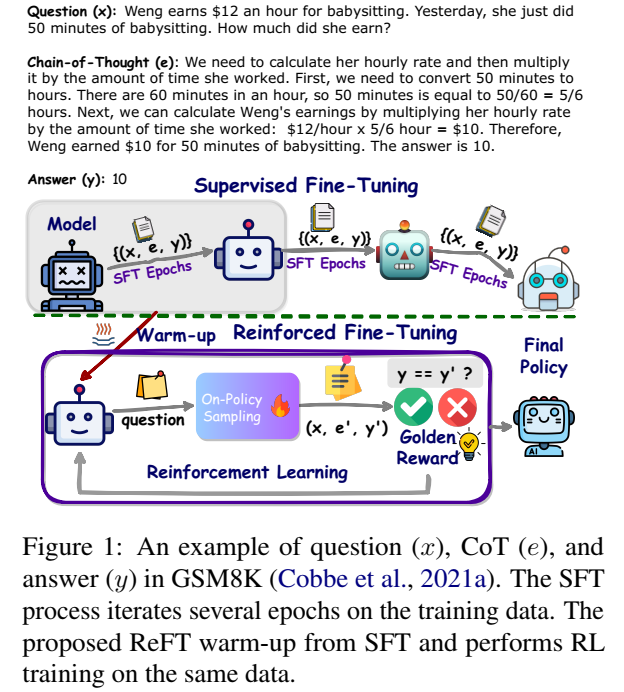 Question (x): Weng earns $12 an hour for babysitting. Yesterday, she just did
50 minutes of babysitting. How much did she earn?
Chain-of-Thought (e): We need to calculate her hourly rate and then multiply
it by the amount of time she worked. First, we need to convert 50 minutes to
hours. There are 60 minutes in an hour, so 50 minutes is equal to 50/60 = 5/6
hours. Next, we can calculate Weng's earnings by multiplying her hourly rate
by the amount of time she worked: $12/hour x 5/6 hour = $10. Therefore,
Weng earned $10 for 50 minutes of babysitting. The answer is 10.
Answer (y): 10
Supervised Fine-Tuning
Model
{(x, e, y)}
SFT Epochs
{(x, e, y)}
SFT Epochs
{(x, e, y)}
SFT Epochs
Warm-up
Reinforced Fine-Tuning
question
On-Policy
Sampling
(x, e', y')
y == y' ?
Golden
Reward
Reinforcement Learning
Final
Policy
AI
Figure 1: An example of question (x), CoT (e), and
answer (y) in GSM8K (Cobbe et al., 2021a). The SFT
process iterates several epochs on the training data. The
proposed ReFT warm-up from SFT and performs RL
training on the same data.